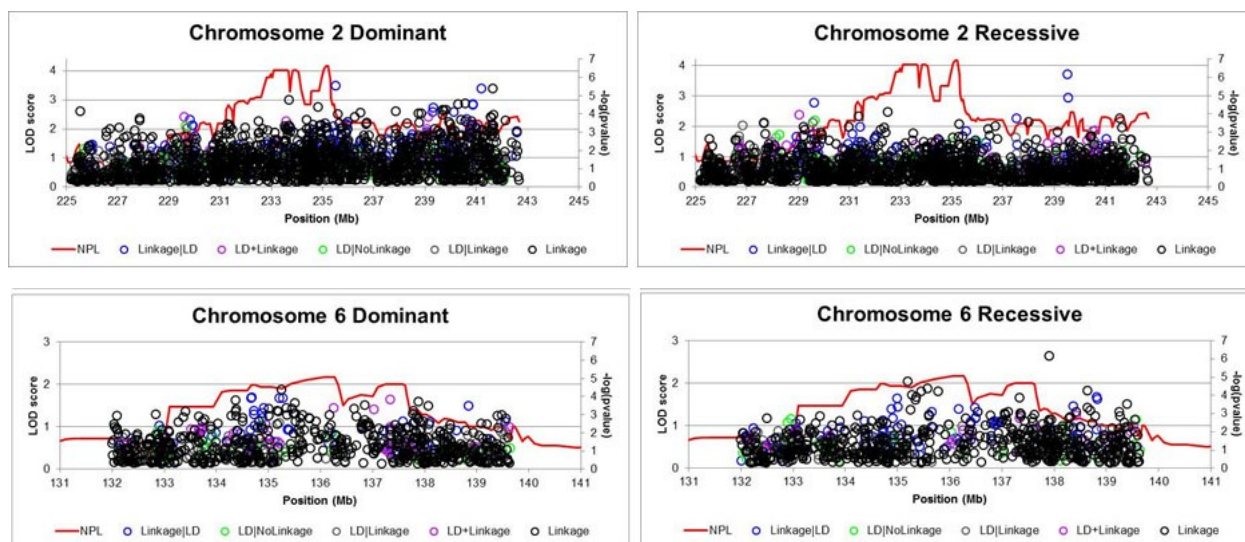 Chromosome 2 Dominant
LOD score
4
3
2
1
0
7
6
5
4
3
2
1
0
-log(pvalue)
225 227 229 231 233 235 237 239 241 243 245
Position (Mb)
NPL Linkage|LD LD+Linkage LD|NoLinkage LD|Linkage Linkage
Chromosome 2 Recessive
LOD score
4
3
2
1
0
7
6
5
4
3
2
1
0
-log(pvalue)
225 227 229 231 233 235 237 239 241 243 245
Position (Mb)
NPL Linkage|LD LD|NoLinkage LD|Linkage LD+Linkage Linkage
Chromosome 6 Dominant
LOD score
3
2
1
0
7
6
5
4
3
2
1
0
-log(pvalue)
131 132 133 134 135 136 137 138 139 140 141
Position (Mb)
NPL Linkage|LD LD|NoLinkage LD|Linkage LD+Linkage Linkage
Chromosome 6 Recessive
LOD score
3
2
1
0
7
6
5
4
3
2
1
0
-log(pvalue)
131 132 133 134 135 136 137 138 139 140 141
Position (Mb)
NPL Linkage|LD LD|NoLinkage LD|Linkage LD+Linkage Linkage